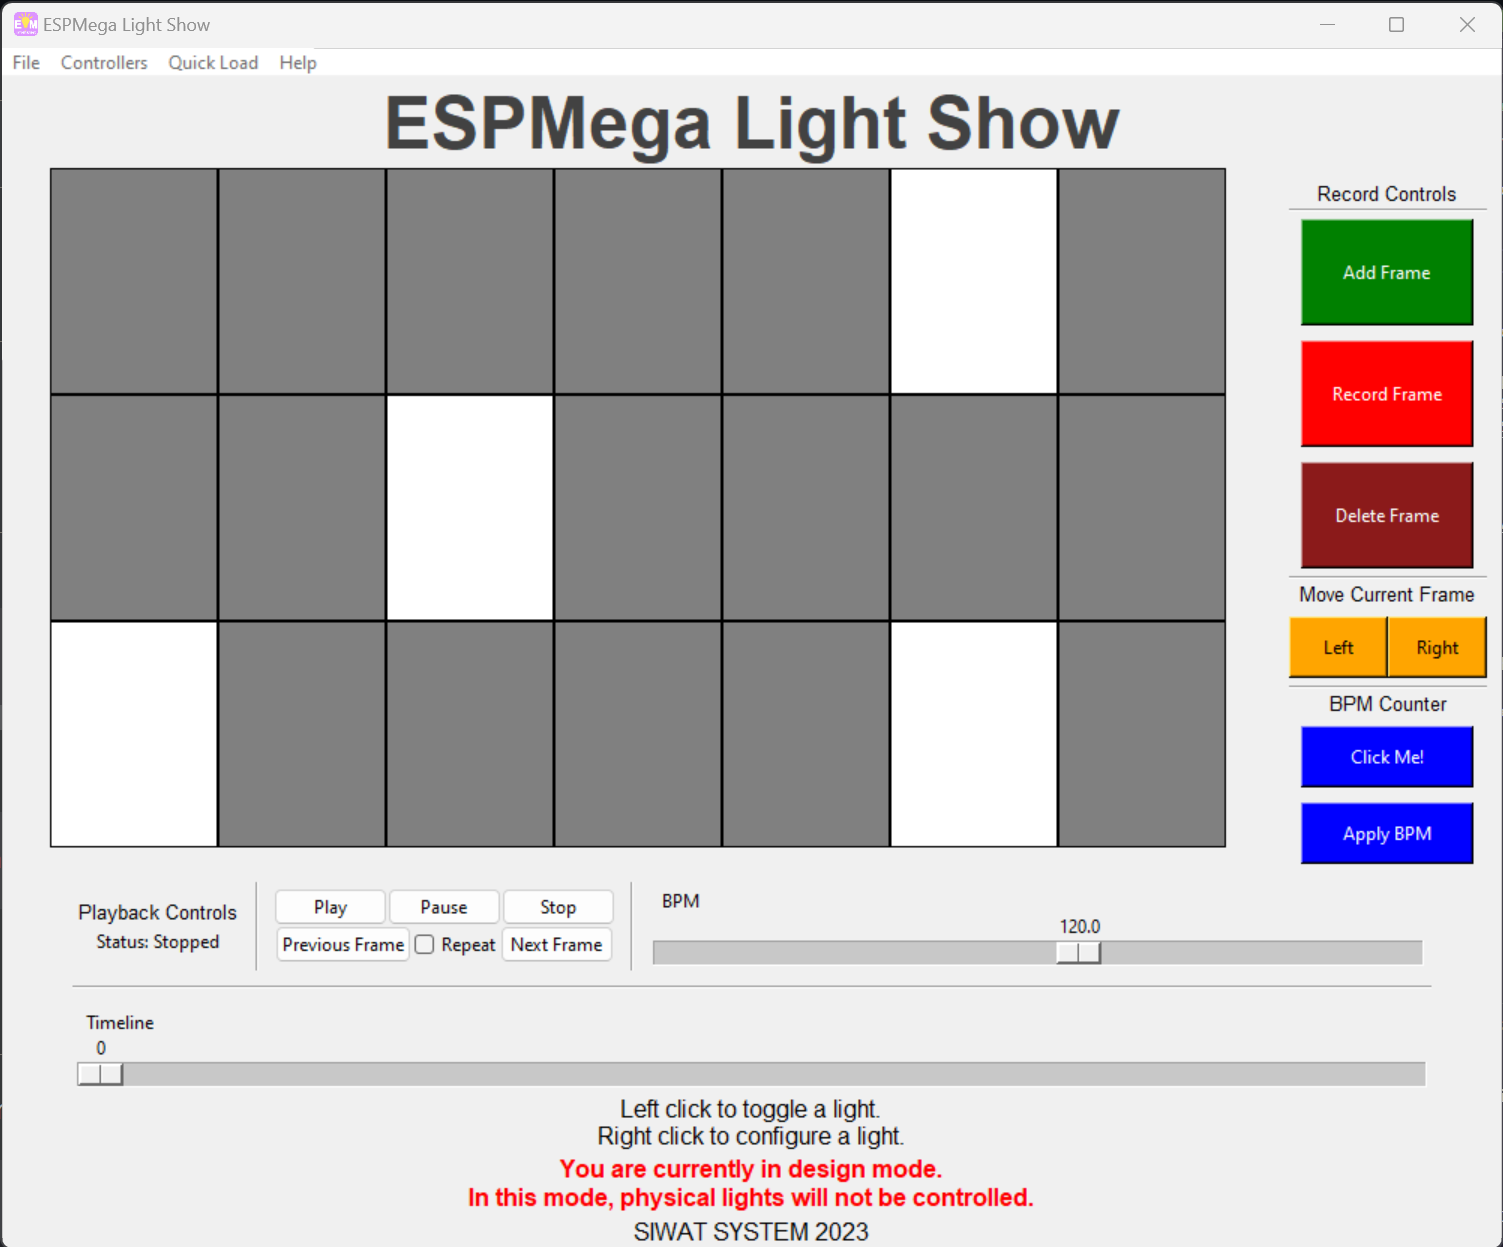 ESPMega Light Show
File Controllers Quick Load Help
ESPMega Light Show
Record Controls
Add Frame
Record Frame
Delete Frame
Move Current Frame
Left Right
BPM Counter
Click Me!
Apply BPM
Playback Controls
Status: Stopped
Play Pause Stop
Previous Frame Repeat Next Frame
BPM
120.0
Timeline
0
Left click to toggle a light.
Right click to configure a light.
You are currently in design mode.
In this mode, physical lights will not be controlled.
SIWAT SYSTEM 2023